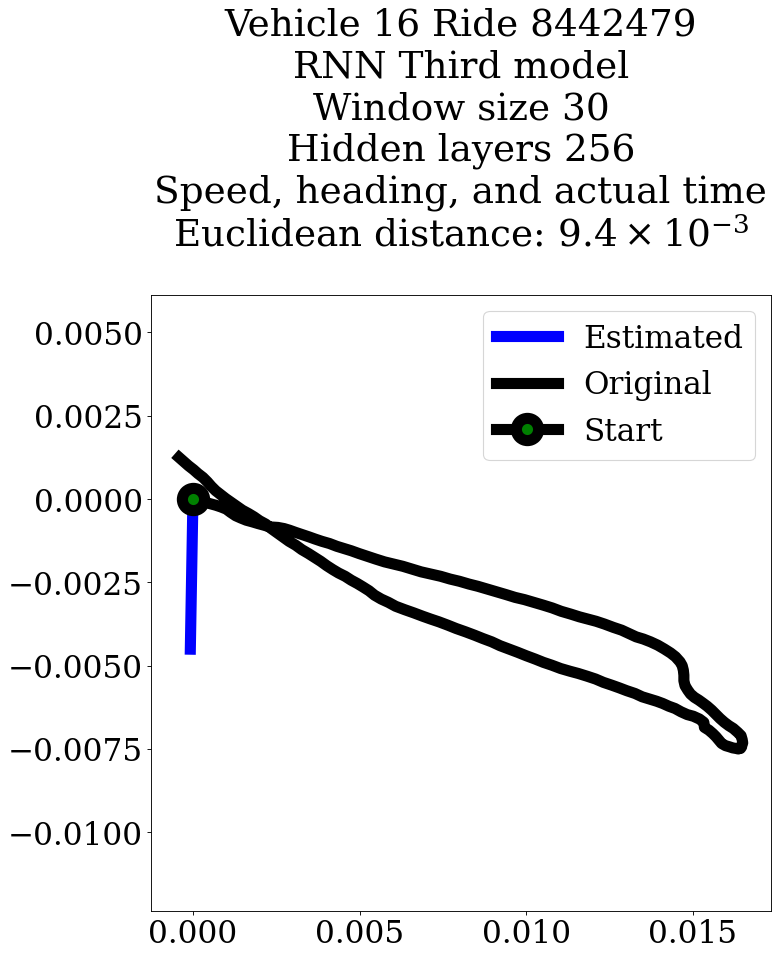 Vehicle 16 Ride 8442479
RNN Third model
Window size 30
Hidden layers 256
Speed, heading, and actual time
Euclidean distance: 9.4 × 10⁻³
Estimated
Original
Start
0.0050
0.0025
0.0000
−0.0025
−0.0050
−0.0075
−0.0100
0.000 0.005 0.010 0.015